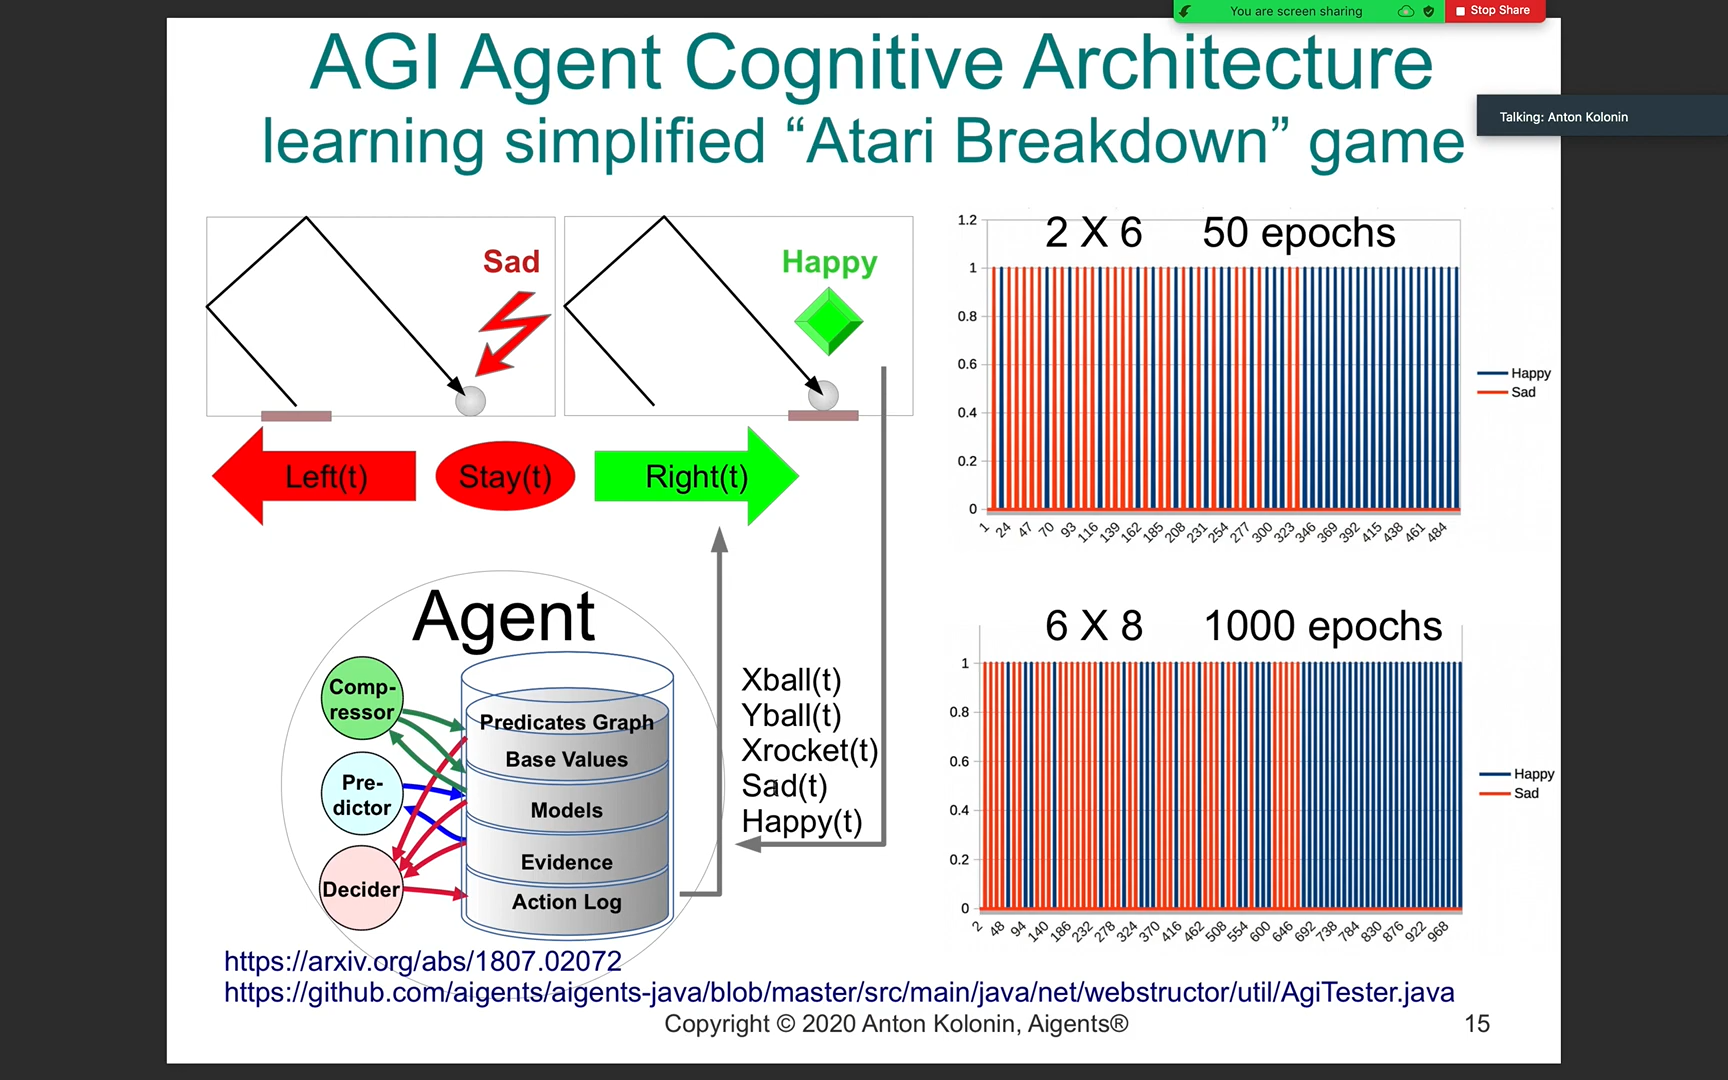 You are screen sharing
Stop Share
Talking: Anton Kolonin
AGI Agent Cognitive Architecture
learning simplified “Atari Breakdown” game
Sad
Happy
Left(t)
Stay(t)
Right(t)
Agent
Comp-
ressor
Pre-
dictor
Decider
Predicates Graph
Base Values
Models
Evidence
Action Log
Xball(t)
Yball(t)
Xrocket(t)
Sad(t)
Happy(t)
2 X 6 50 epochs
1.2
1
0.8
0.6
0.4
0.2
0
1 24 47 70 93 116 139 162 185 208 231 254 277 300 323 346 369 392 415 438 461 484
Happy
Sad
6 X 8 1000 epochs
1
0.8
0.6
0.4
0.2
0
2 48 94 140 186 232 278 324 370 416 462 508 554 600 646 692 738 784 830 876 922 968
Happy
Sad
https://arxiv.org/abs/1807.02072
https://github.com/aigents/aigents-java/blob/master/src/main/java/net/webstructor/util/AgiTester.java
Copyright © 2020 Anton Kolonin, Aigents®
15